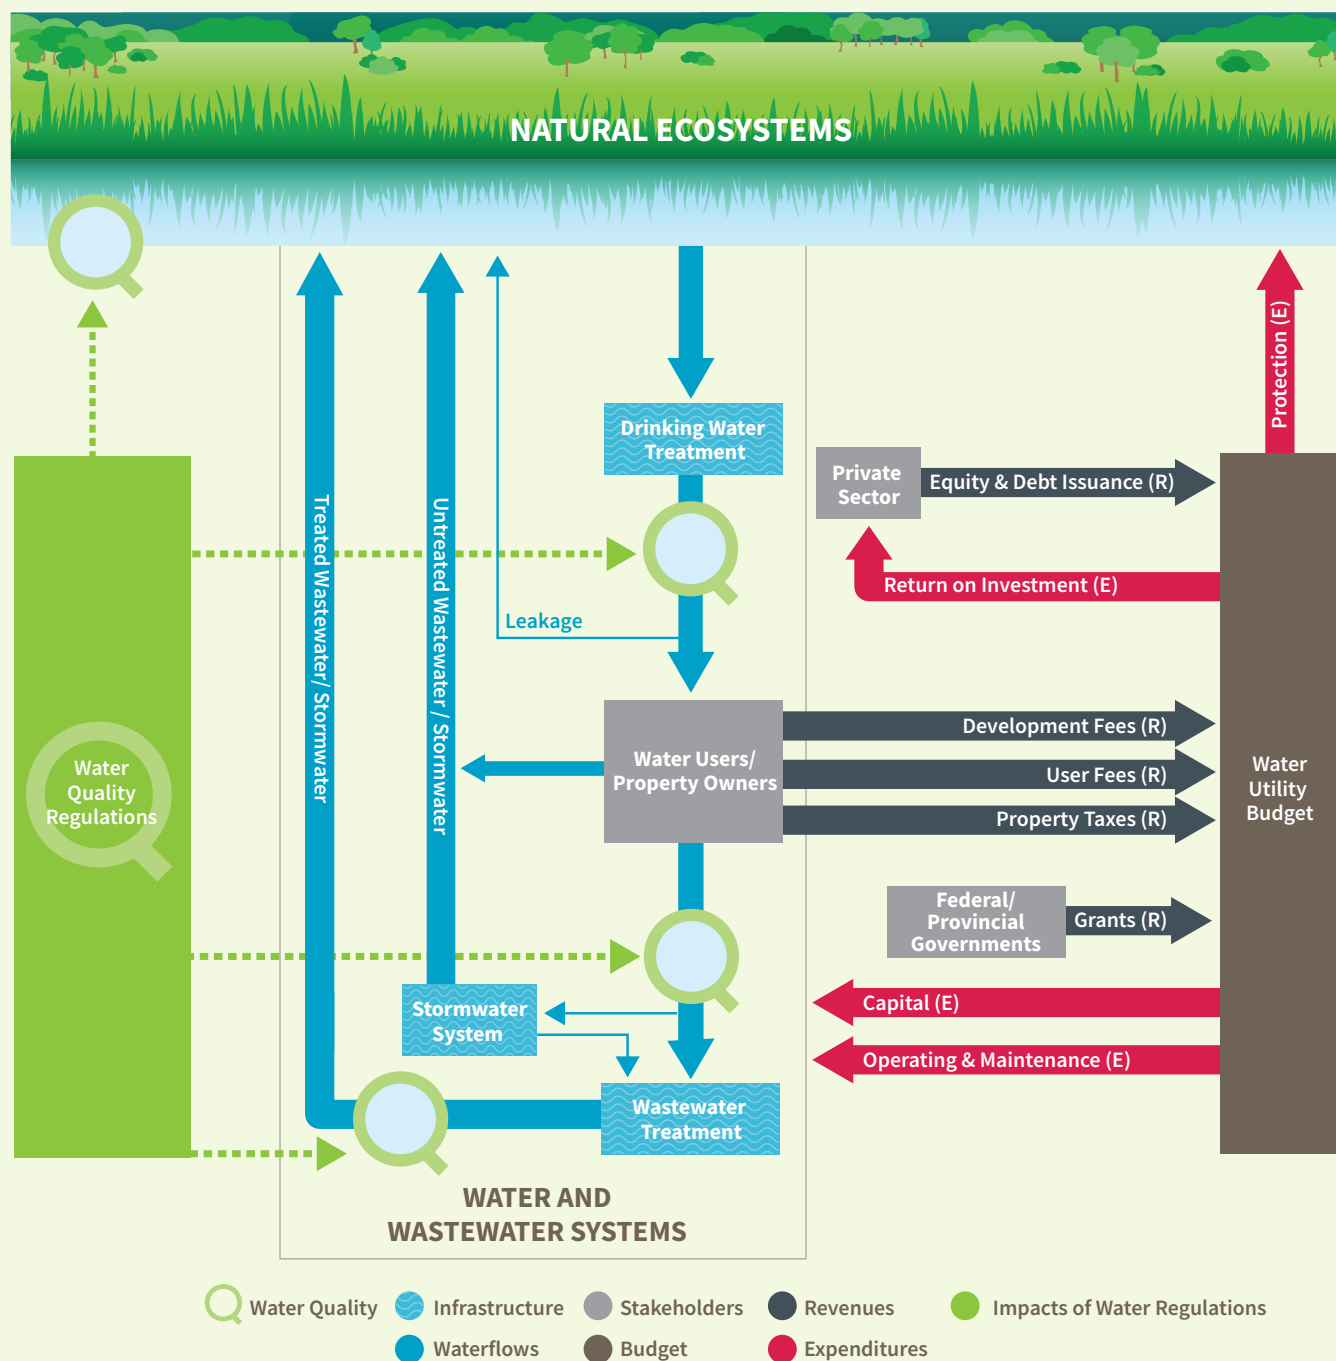 NATURAL ECOSYSTEMS
Protection (E)
Drinking Water
Treatment
Private
Sector
Equity & Debt Issuance (R)
Return on Investment (E)
Treated Wastewater/ Stormwater
Untreated Wastewater / Stormwater
Leakage
Water
Quality
Regulations
Water Users/
Property Owners
Development Fees (R)
User Fees (R)
Property Taxes (R)
Water
Utility
Budget
Federal/
Provincial
Governments
Grants (R)
Capital (E)
Operating & Maintenance (E)
Stormwater
System
Wastewater
Treatment
WATER AND
WASTEWATER SYSTEMS
Water Quality
Infrastructure
Stakeholders
Revenues
Impacts of Water Regulations
Waterflows
Budget
Expenditures